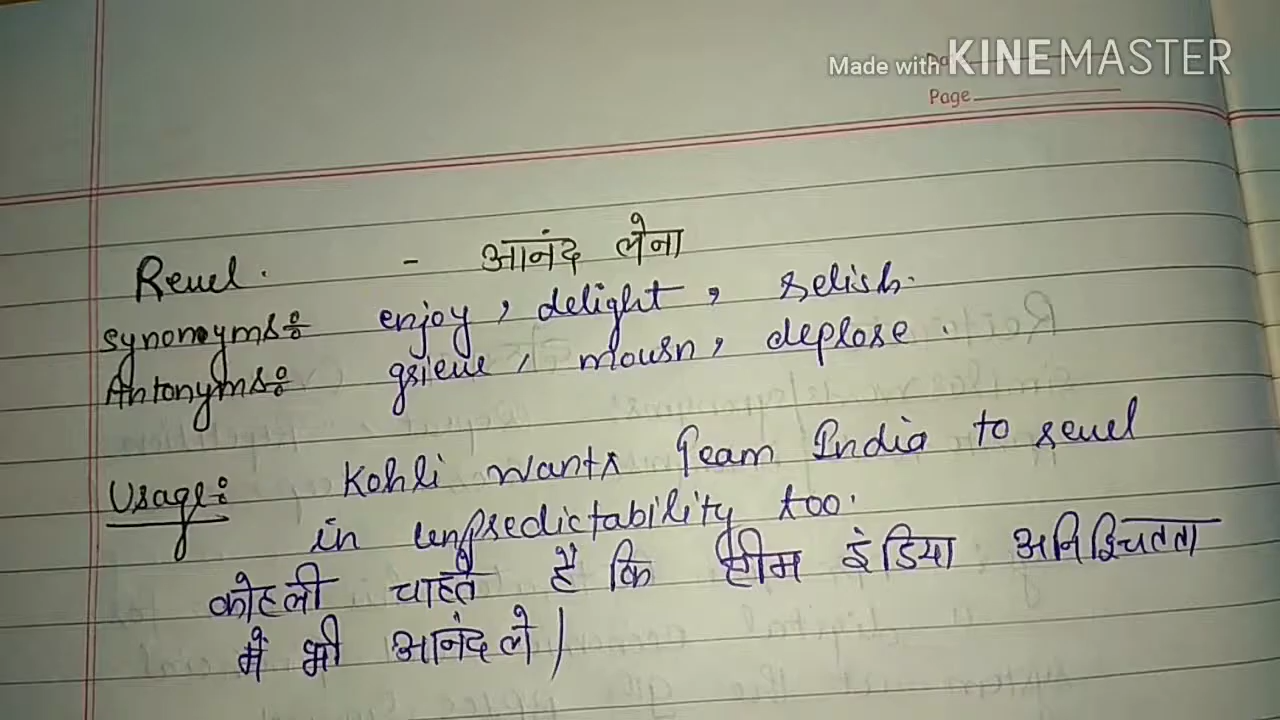 Made with KINEMASTER
Page
Revel. - आनंद लेना
Synonyms: enjoy, delight, relish.
Antonyms: grieve, mourn, deplore.
Usage: Kohli wants Team India to revel
in unpredictability too.
कोहली चाहते हैं कि टीम इंडिया अनिश्चितता
में भी आनंद ले|